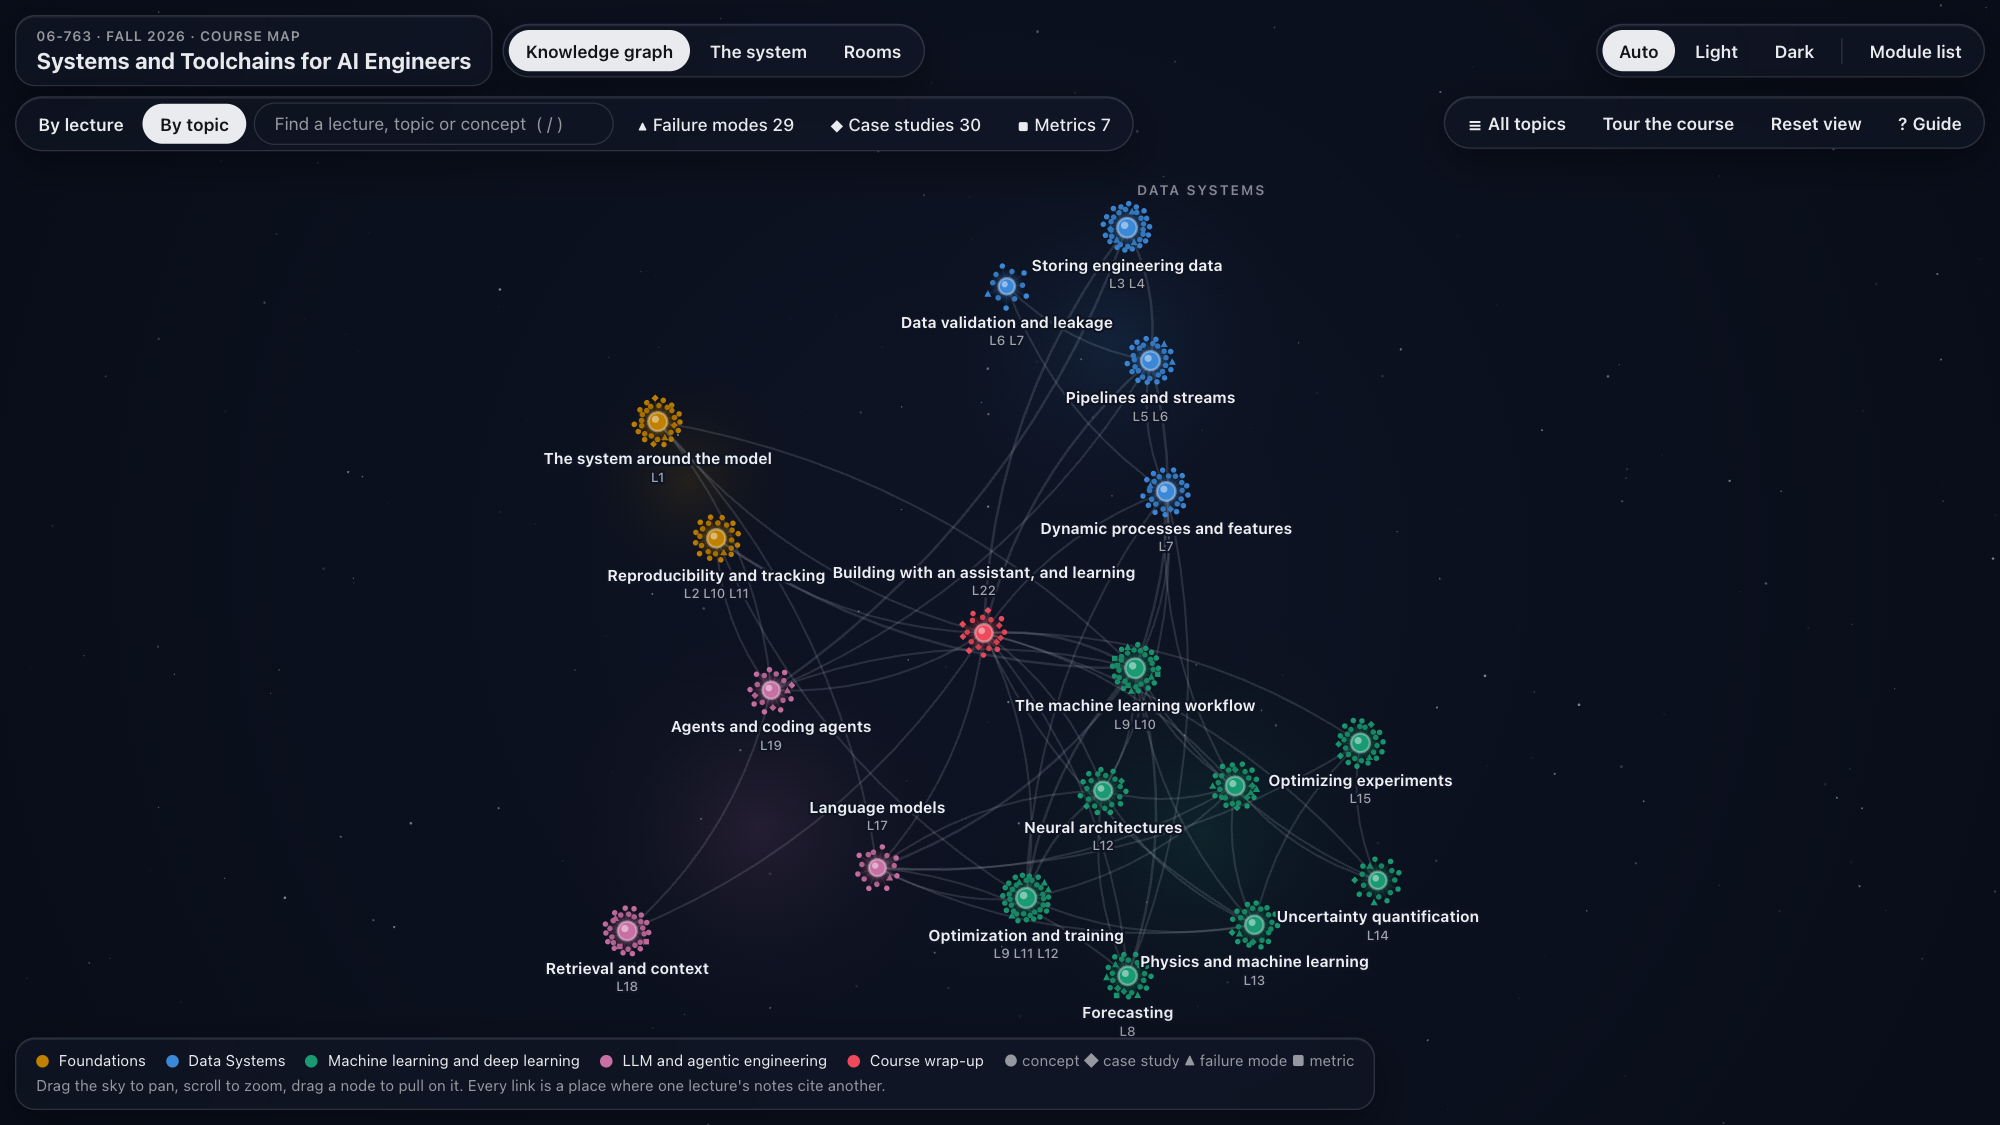 06-763 · FALL 2026 · COURSE MAP
Systems and Toolchains for AI Engineers
Knowledge graph
The system
Rooms
Auto
Light
Dark
Module list
By lecture
By topic
Find a lecture, topic or concept ( / )
▲ Failure modes 29
◆ Case studies 30
■ Metrics 7
≡ All topics
Tour the course
Reset view
? Guide
DATA SYSTEMS
Storing engineering data
L3 L4
Data validation and leakage
L6 L7
Pipelines and streams
L5 L6
The system around the model
L1
Dynamic processes and features
L7
Reproducibility and tracking
L2 L10 L11
Building with an assistant, and learning
L22
The machine learning workflow
L9 L10
Agents and coding agents
L19
Optimizing experiments
L15
Language models
L17
Neural architectures
L12
Uncertainty quantification
L14
Optimization and training
L9 L11 L12
Physics and machine learning
L13
Retrieval and context
L18
Forecasting
L8
Foundations
Data Systems
Machine learning and deep learning
LLM and agentic engineering
Course wrap-up
concept
case study
failure mode
metric
Drag the sky to pan, scroll to zoom, drag a node to pull on it. Every link is a place where one lecture's notes cite another.